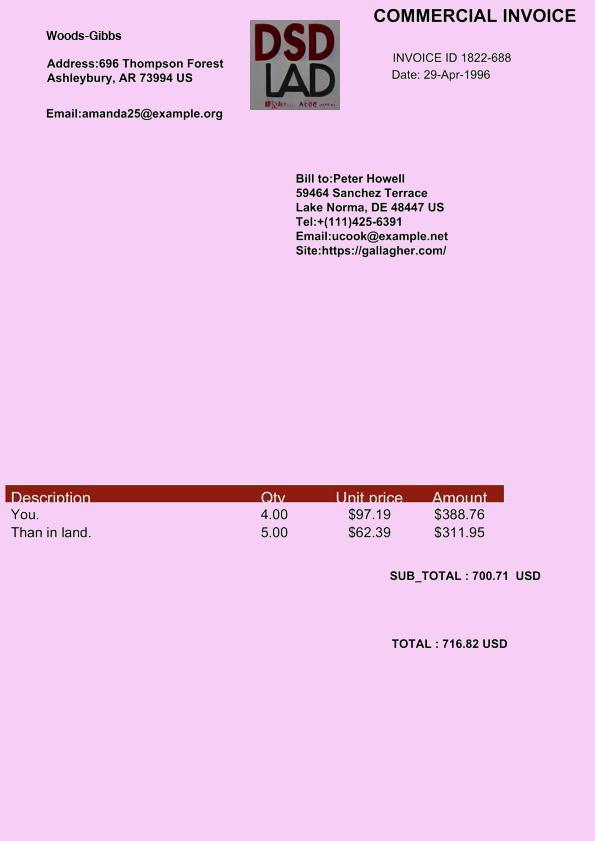 COMMERCIAL INVOICE
Woods-Gibbs
Address:696 Thompson Forest
Ashleybury, AR 73994 US
Email:amanda25@example.org
DSD
LAD
INVOICE ID 1822-688
Date: 29-Apr-1996
Bill to:Peter Howell
59464 Sanchez Terrace
Lake Norma, DE 48447 US
Tel:+(111)425-6391
Email:ucook@example.net
Site:https://gallagher.com/
Description Qty Unit price Amount
You. 4.00 $97.19 $388.76
Than in land. 5.00 $62.39 $311.95
SUB_TOTAL : 700.71 USD
TOTAL : 716.82 USD